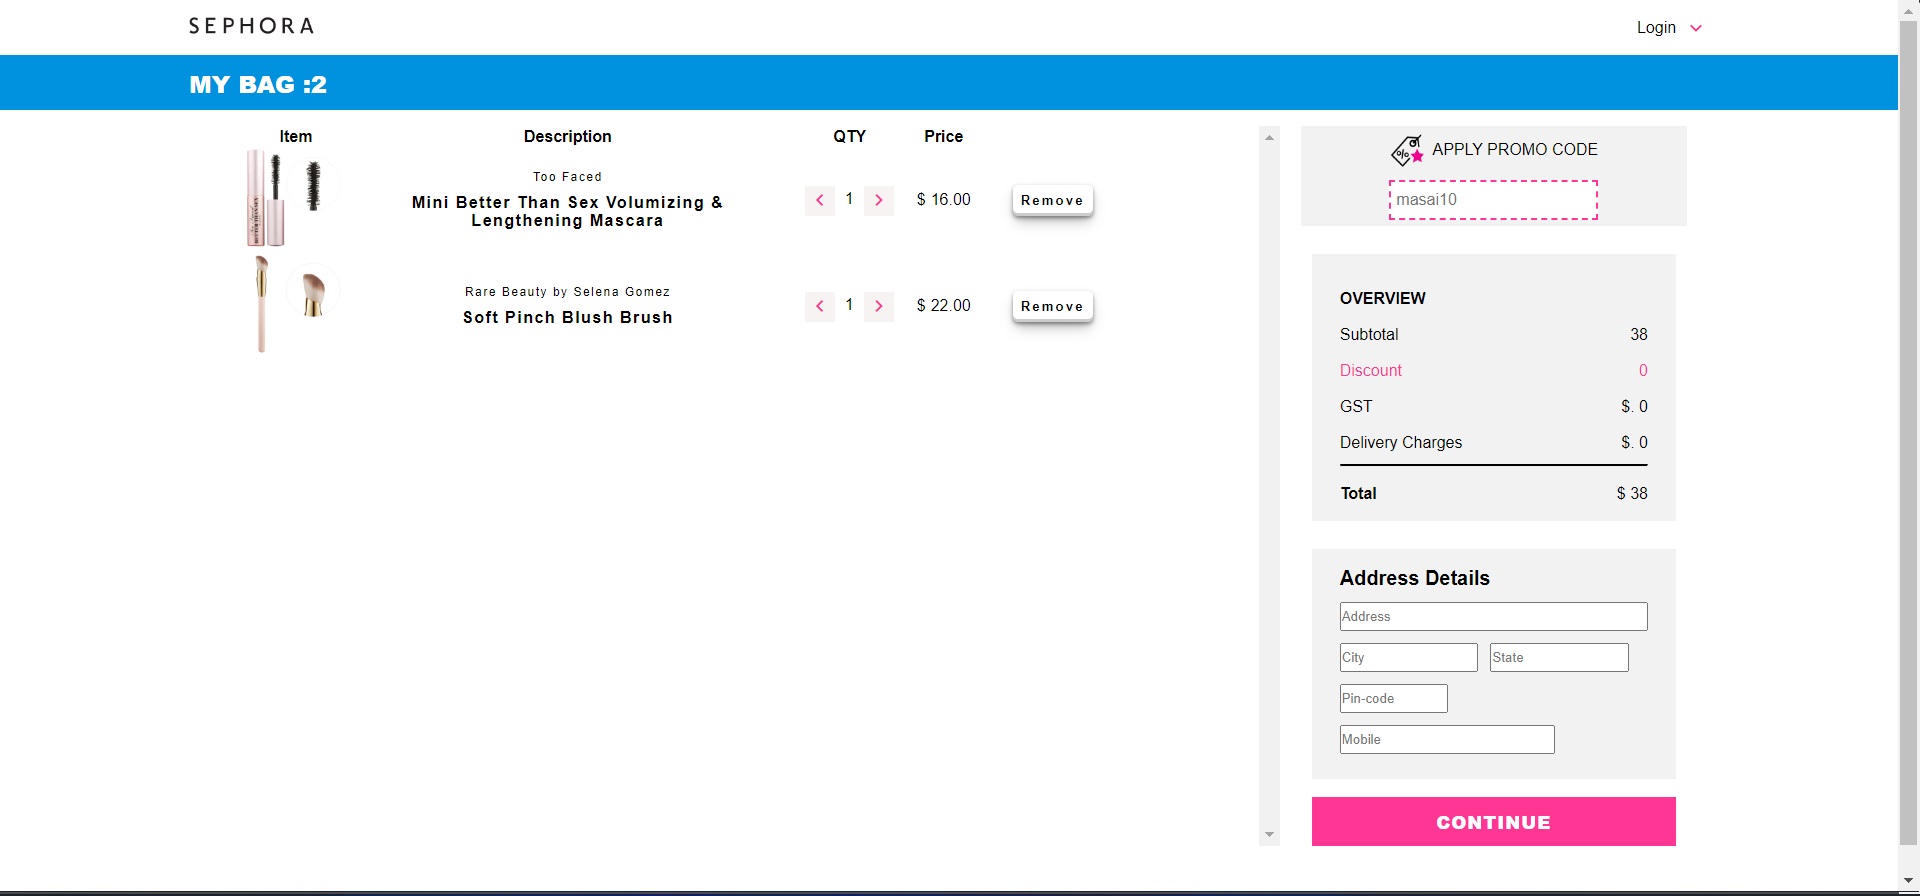 SEPHORA
Login
MY BAG :2
Item Description QTY Price
Too Faced
Mini Better Than Sex Volumizing &
Lengthening Mascara
1 $ 16.00 Remove
Rare Beauty by Selena Gomez
Soft Pinch Blush Brush
1 $ 22.00 Remove
APPLY PROMO CODE
masai10
OVERVIEW
Subtotal 38
Discount 0
GST $. 0
Delivery Charges $. 0
Total $ 38
Address Details
Address
City State
Pin-code
Mobile
CONTINUE